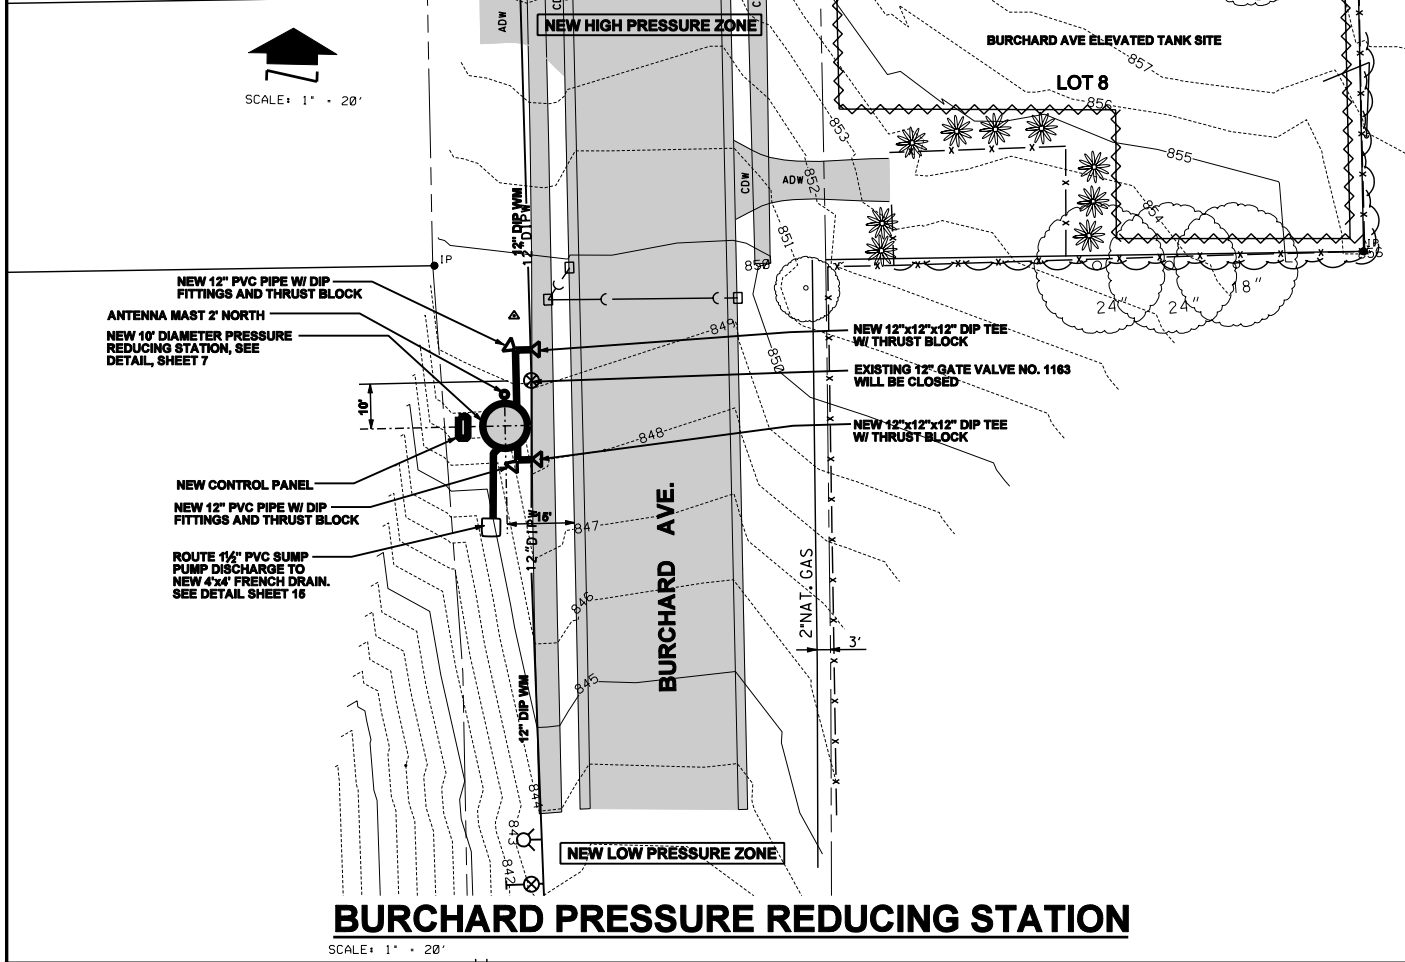 ADW
CD
NEW HIGH PRESSURE ZONE
C
BURCHARD AVE ELEVATED TANK SITE
LOT 8
857
856
855
854
853
852
851
850
SCALE: 1" = 20'
CDW
ADW
12" DIP WM
12"DIPW
IP
IP
856
24"
24"
18"
NEW 12" PVC PIPE W/ DIP
FITTINGS AND THRUST BLOCK
ANTENNA MAST 2' NORTH
NEW 10' DIAMETER PRESSURE
REDUCING STATION, SEE
DETAIL, SHEET 7
849
850
NEW 12"x12"x12" DIP TEE
W/ THRUST BLOCK
EXISTING 12" GATE VALVE NO. 1163
WILL BE CLOSED
10'
NEW 12"x12"x12" DIP TEE
W/ THRUST BLOCK
848
NEW CONTROL PANEL
NEW 12" PVC PIPE W/ DIP
FITTINGS AND THRUST BLOCK
15'
847
12"DIPW
ROUTE 1½" PVC SUMP
PUMP DISCHARGE TO
NEW 4'x4' FRENCH DRAIN.
SEE DETAIL SHEET 15
BURCHARD AVE.
2"NAT. GAS
3'
846
845
12" DIP WM
844
843
842
NEW LOW PRESSURE ZONE
BURCHARD PRESSURE REDUCING STATION
SCALE: 1" = 20'